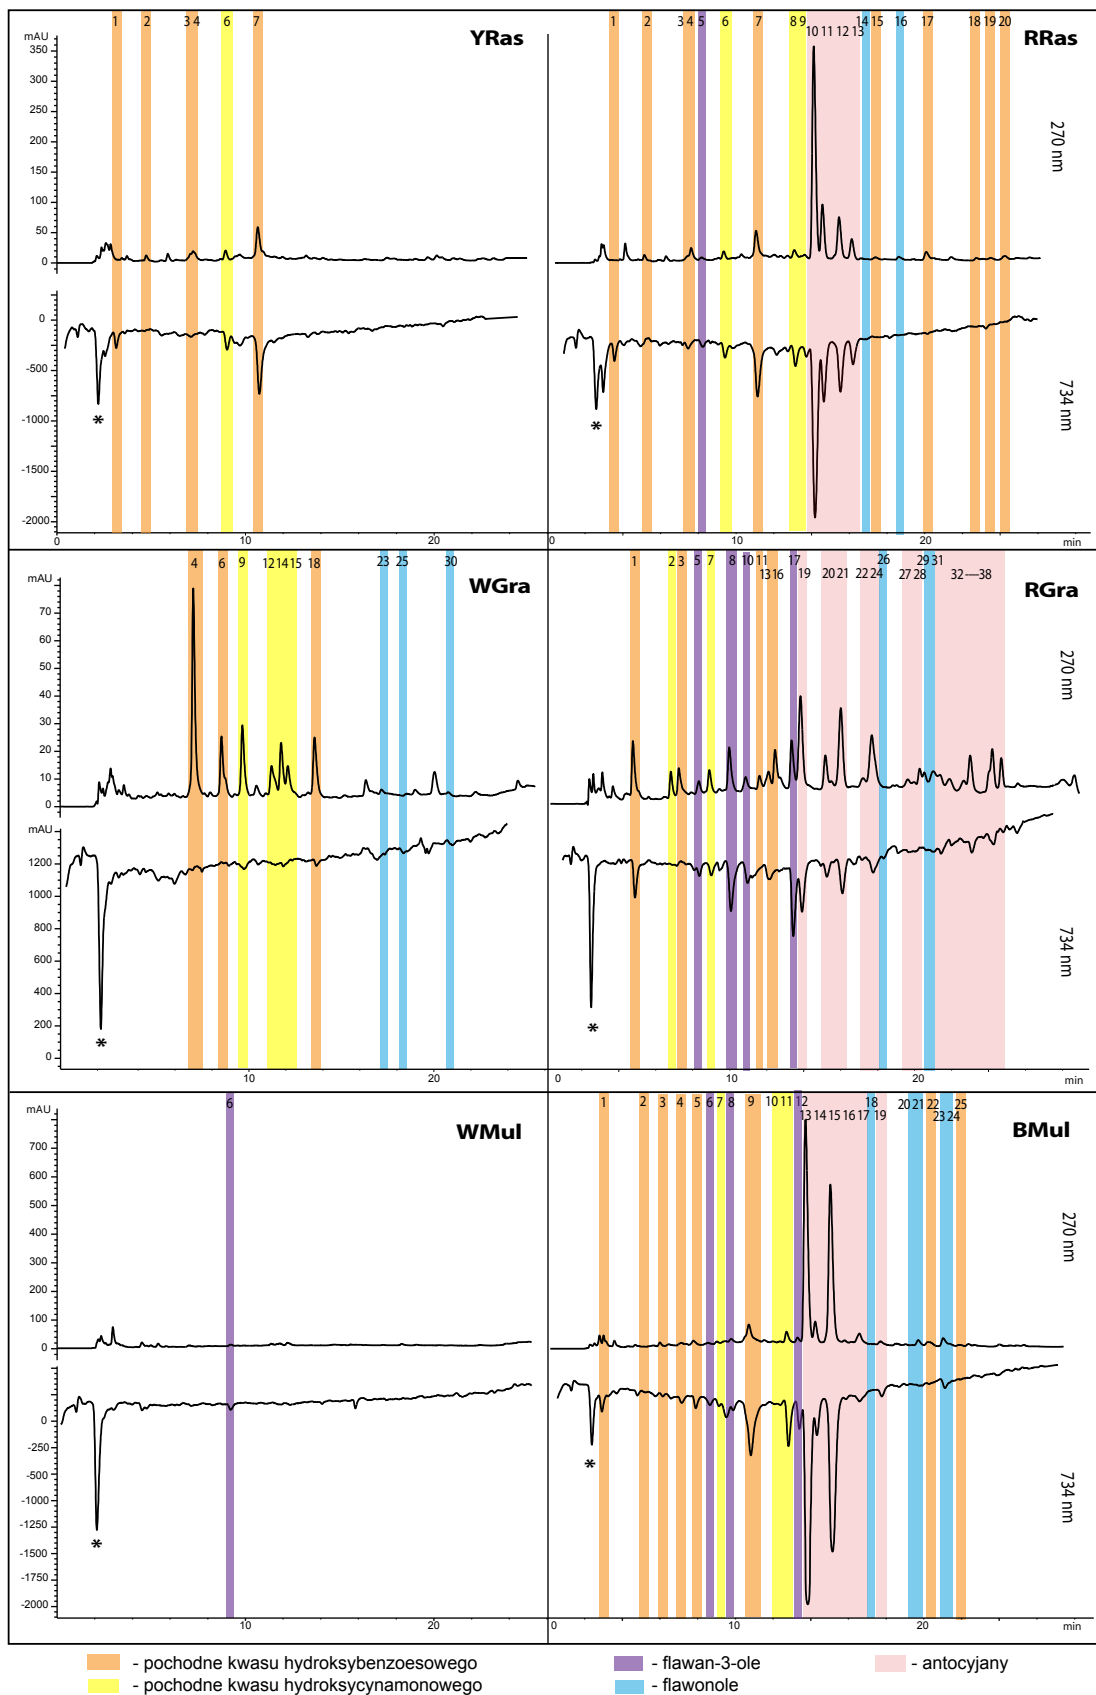 1 2 3 4 6 7
mAU
YRas
350
300
250
200
150
100
50
0
0
-500
-1000
-1500
-2000
*
0 10 20
1 2 3 4 5 6 7 8 9 14 15 16 17 18 19 20
10 11 12 13
RRas
270 nm
734 nm
*
0 10 20 min
4 6 9 12 14 15 18 23 25 30
mAU
WGra
70
60
50
40
30
20
10
0
mAU
1200
1000
800
600
400
200
0
*
10 20
1 2 3 5 7 8 10 11 17 26 29 31
13 16 19 20 21 22 24 27 28 32 38
RGra
270 nm
734 nm
*
0 10 20 min
6
mAU
WMul
700
600
500
400
300
200
100
0
0
-250
-500
-1000
-1250
-1500
-1750
-2000
*
10 20
1 2 3 4 5 6 7 8 9 10 11 12 18 20 21 22 25
13 14 15 16 17 19 23 24
BMul
270 nm
734 nm
*
0 10 20 min
- pochodne kwasu hydroksybenzoesowego
- flawan-3-ole
- antocyjany
- pochodne kwasu hydroksycynamonowego
- flawonole